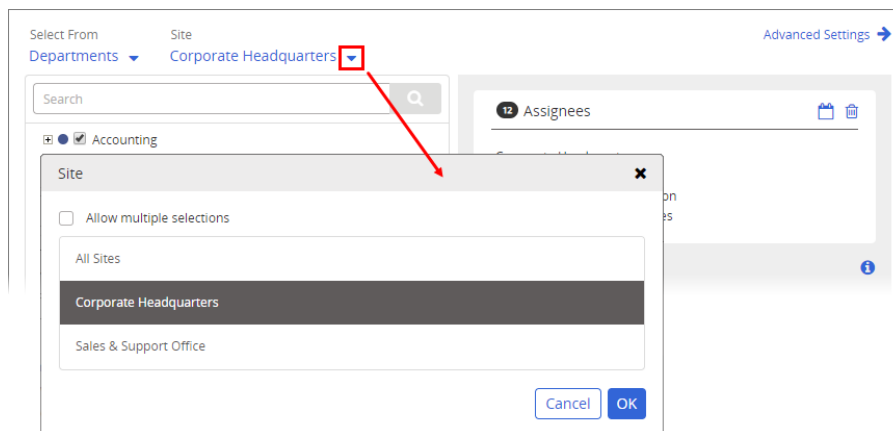 Select From
Site
Advanced Settings
Departments
Corporate Headquarters
Search
12 Assignees
Accounting
Site
Allow multiple selections
All Sites
Corporate Headquarters
Sales & Support Office
Cancel
OK